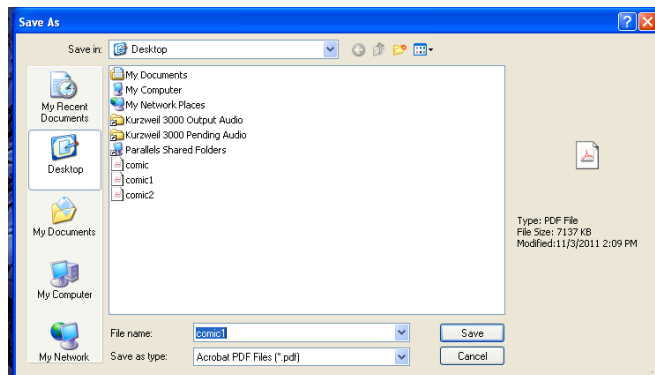 Save As
Save in:
Desktop
My Recent
Documents
Desktop
My Documents
My Computer
My Network
My Documents
My Computer
My Network Places
Kurzweil 3000 Output Audio
Kurzweil 3000 Pending Audio
Parallels Shared Folders
comic
comic1
comic2
Type: PDF File
File Size: 7137 KB
Modified:11/3/2011 2:09 PM
File name:
comic1
Save
Save as type:
Acrobat PDF Files (*.pdf)
Cancel